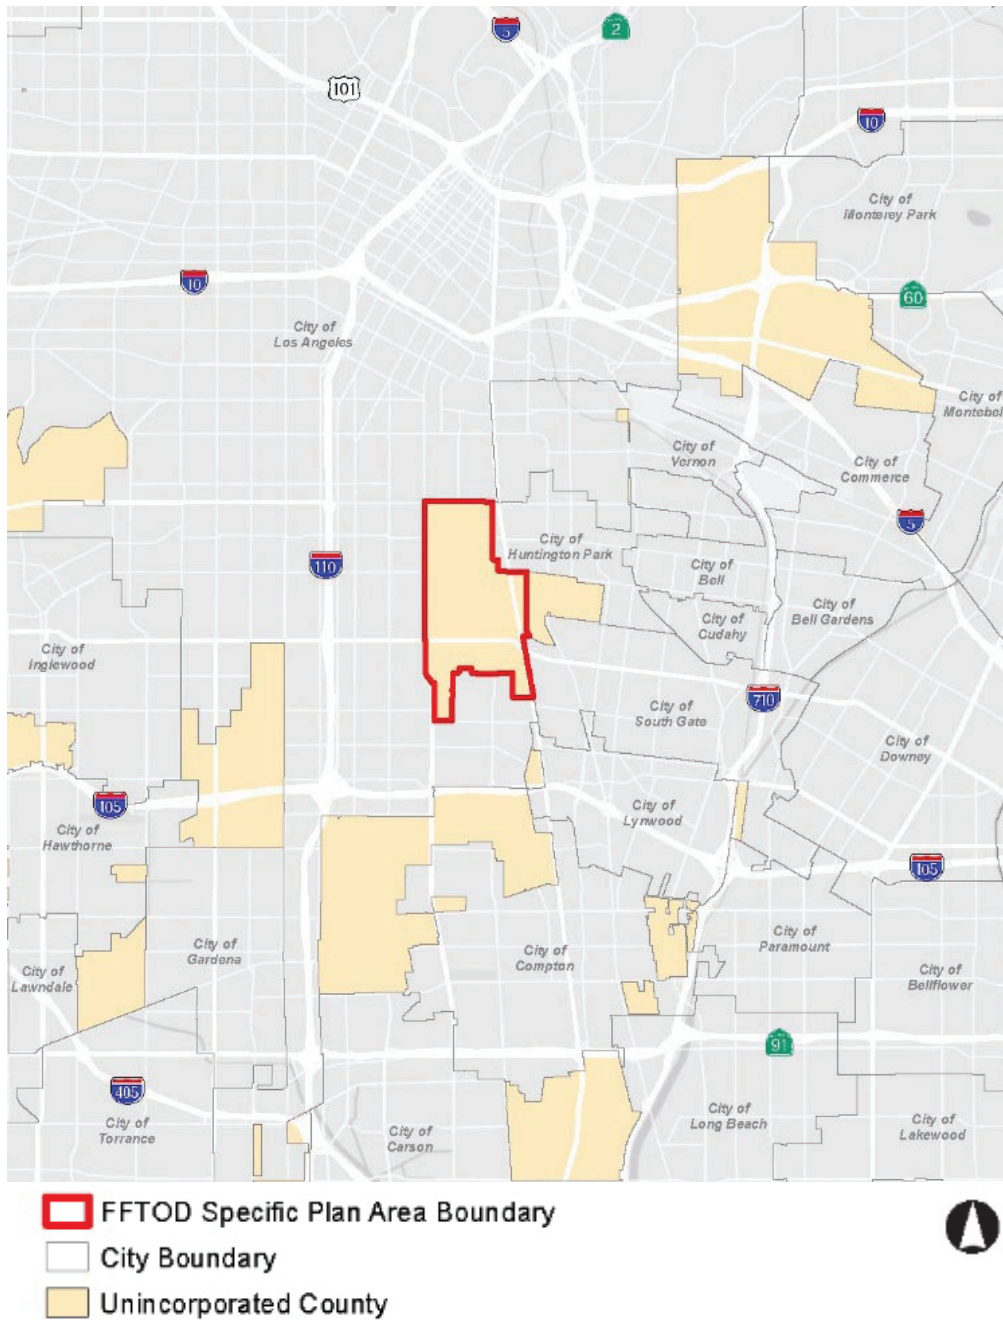 5
2
101
10
City of
Monterey Park
10
60
City of
Los Angeles
City of
Montebel
City of
Vernon
City of
Commerce
5
City of
Huntington Park
110
City of
Bell
City of
Cudahy
City of
Bell Gardens
City of
Inglewood
710
City of
South Gate
City of
Downey
105
City of
Hawthorne
City of
Lynwood
105
City of
Gardena
City of
Lawndale
City of
Compton
City of
Paramount
City of
Bellflower
91
405
City of
Torrance
City of
Carson
City of
Long Beach
City of
Lakewood
FFTOD Specific Plan Area Boundary
City Boundary
Unincorporated County